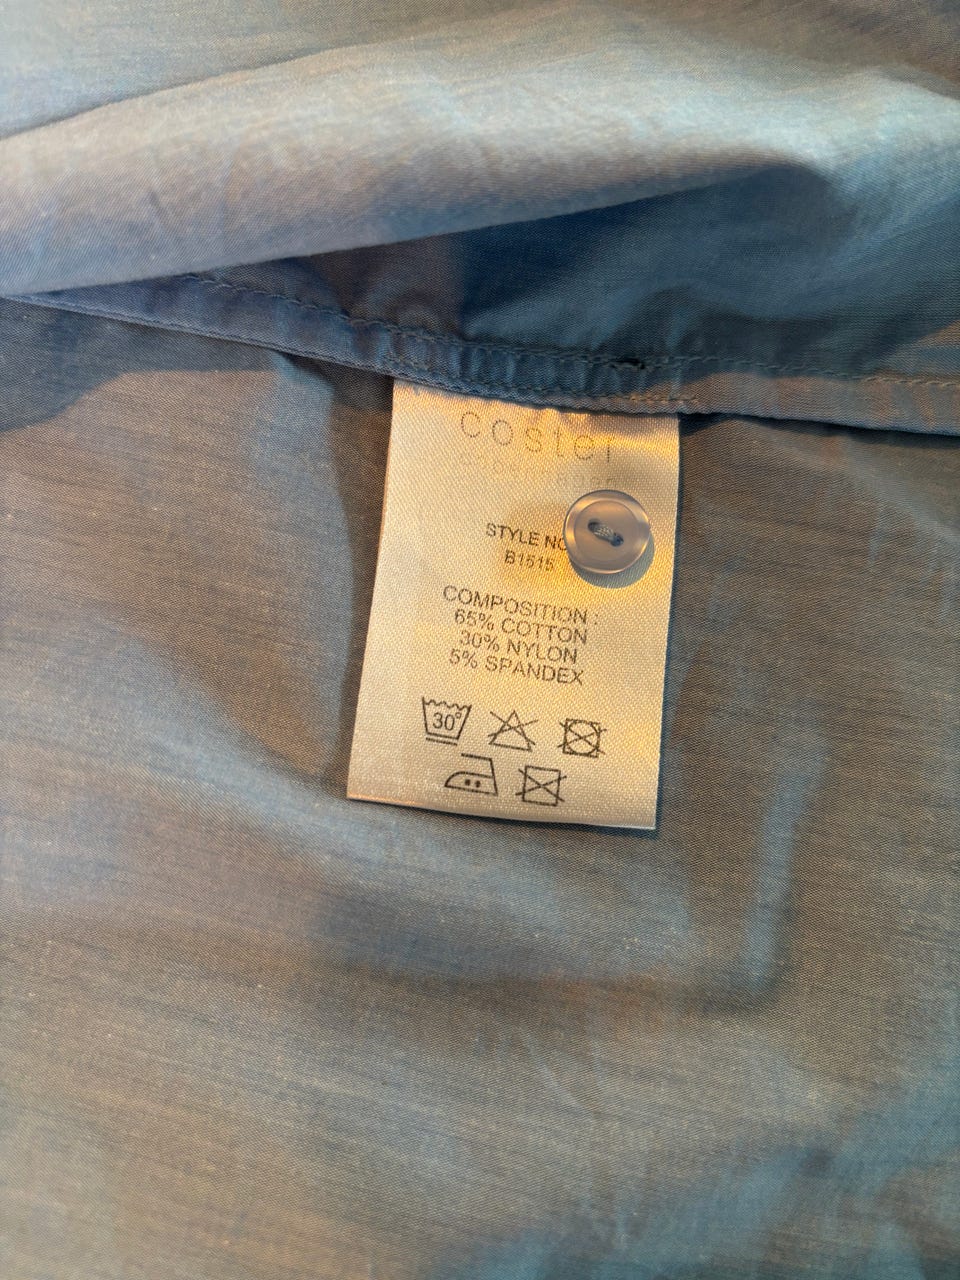 coster
STYLE NO
B1515
COMPOSITION :
65% COTTON
30% NYLON
5% SPANDEX
30°